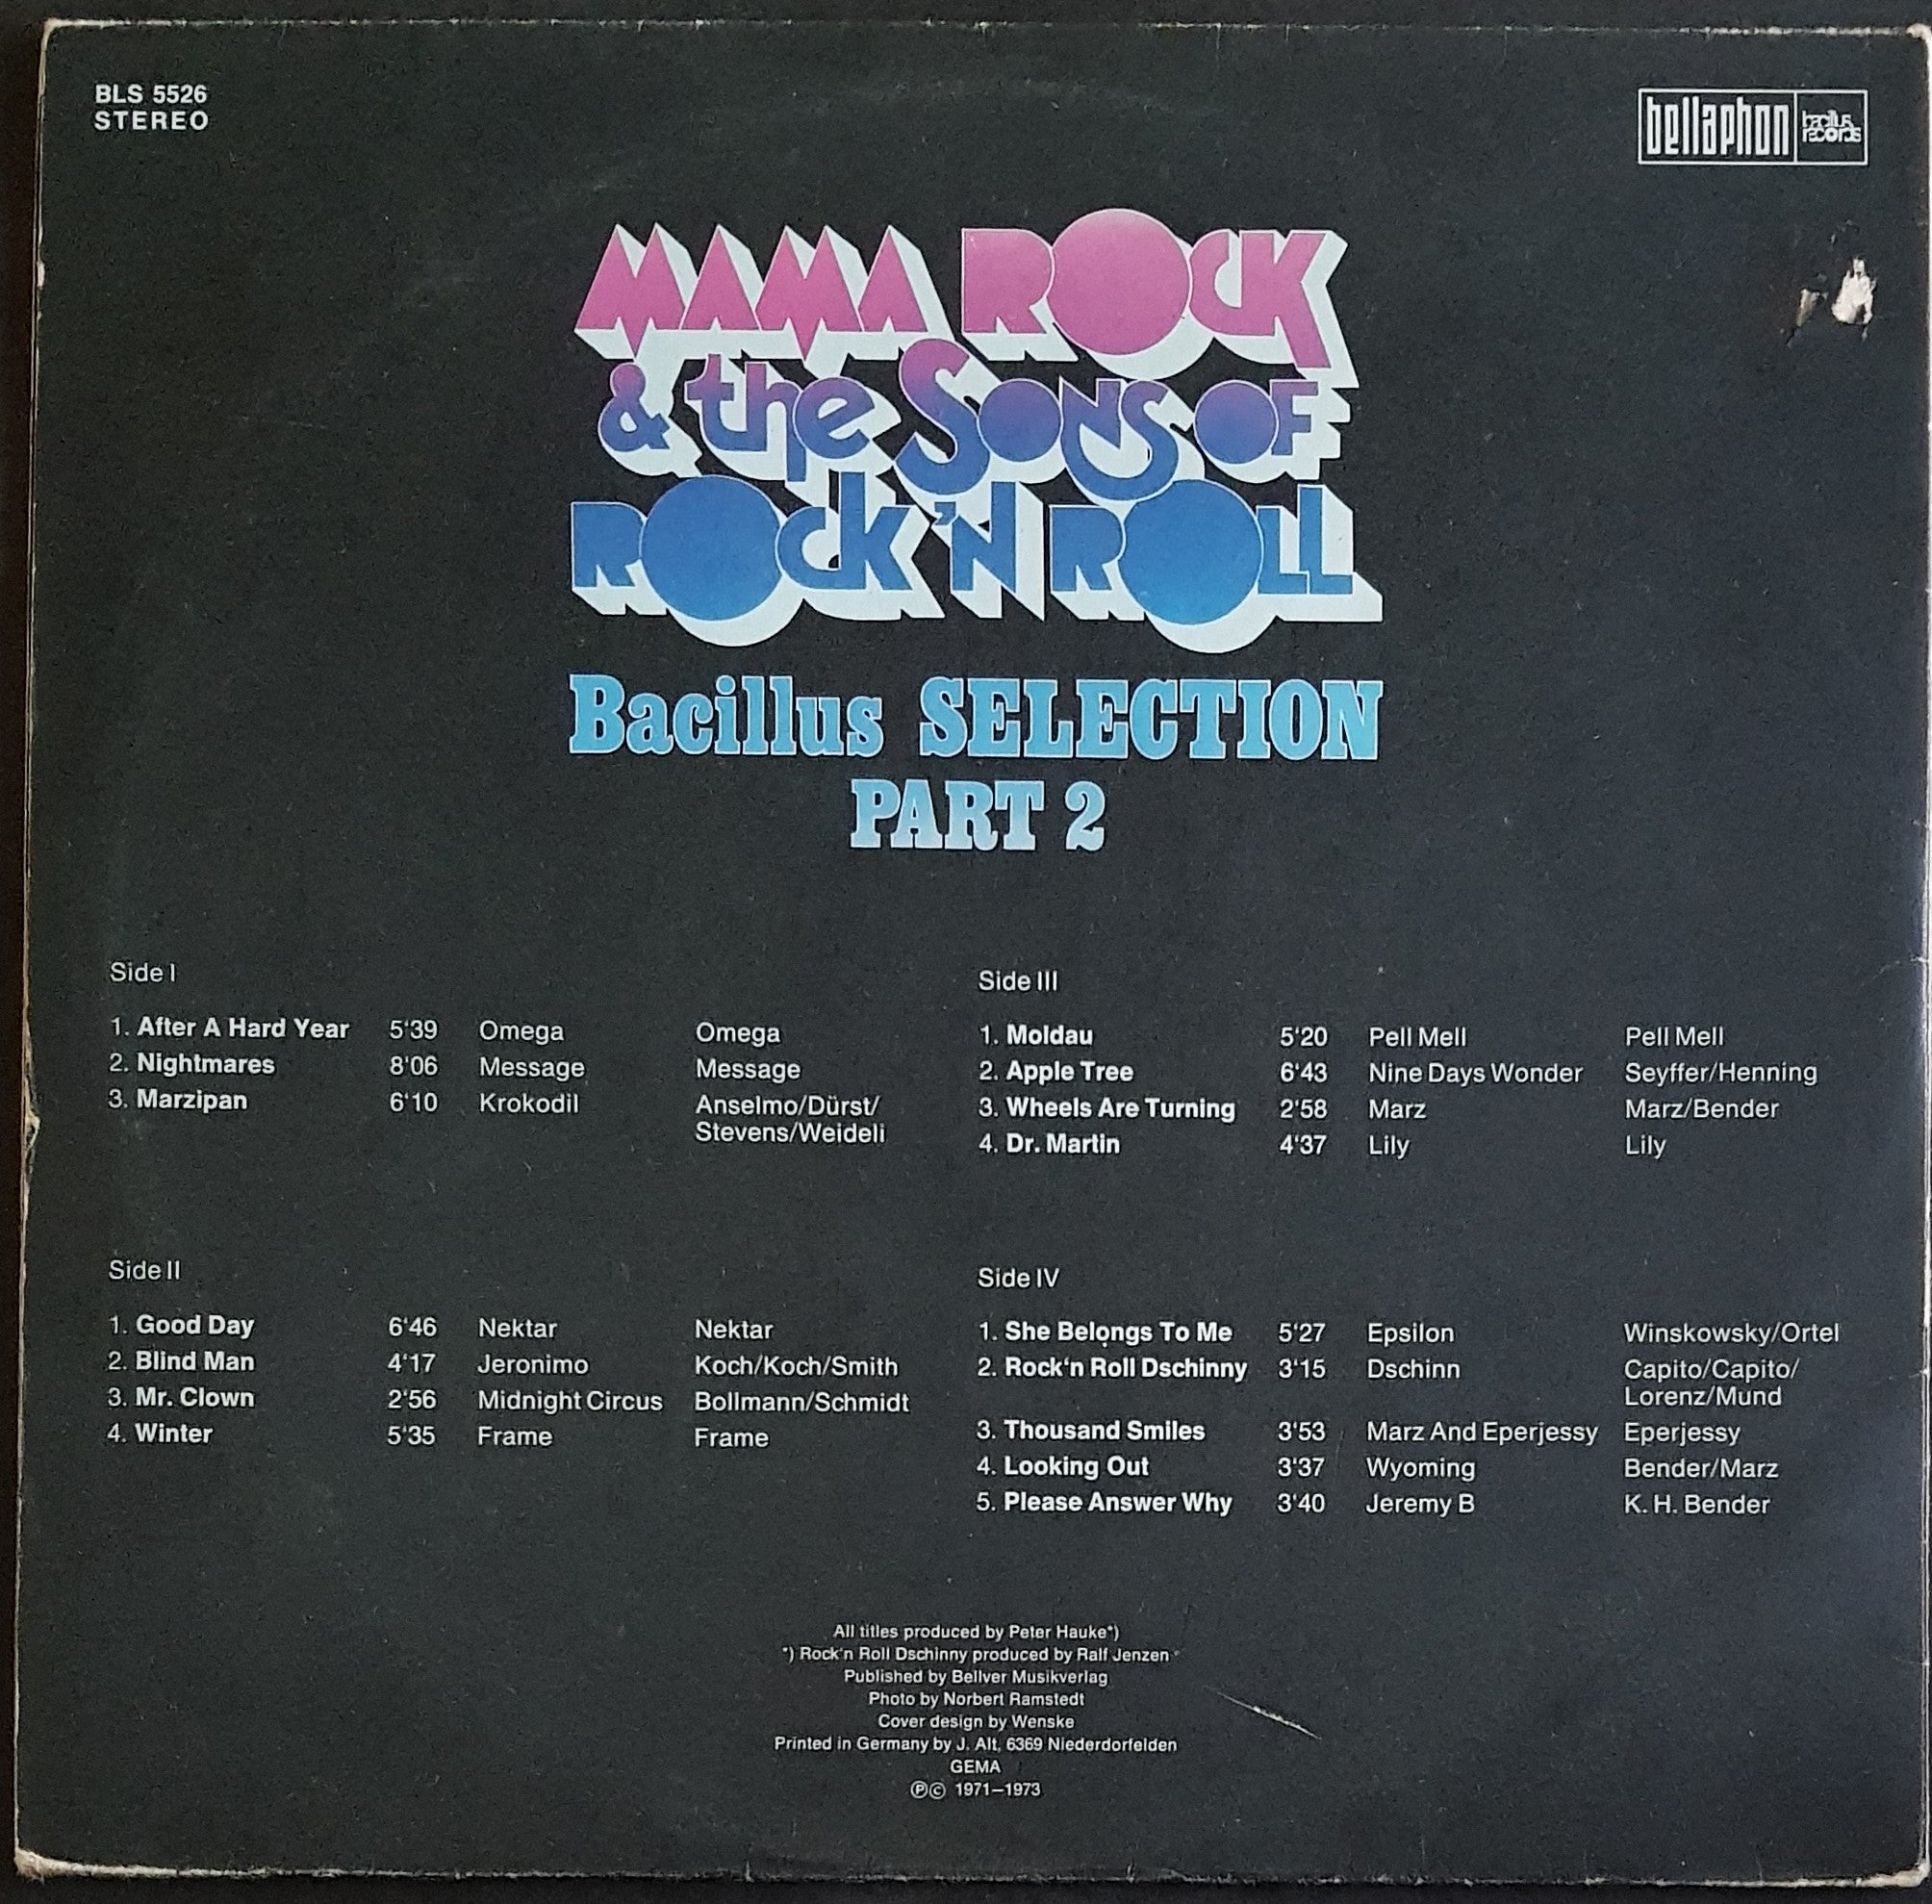 BLS 5526
STEREO
bellaphon bacillus records
MAMA ROCK
& the SONS OF
ROCK'N ROLL
Bacillus SELECTION
PART 2
Side I
1. After A Hard Year 5'39 Omega Omega
2. Nightmares 8'06 Message Message
3. Marzipan 6'10 Krokodil Anselmo/Dürst/
Stevens/Weideli
Side II
1. Good Day 6'46 Nektar Nektar
2. Blind Man 4'17 Jeronimo Koch/Koch/Smith
3. Mr. Clown 2'56 Midnight Circus Bollmann/Schmidt
4. Winter 5'35 Frame Frame
Side III
1. Moldau 5'20 Pell Mell Pell Mell
2. Apple Tree 6'43 Nine Days Wonder Seyffer/Henning
3. Wheels Are Turning 2'58 Marz Marz/Bender
4. Dr. Martin 4'37 Lily Lily
Side IV
1. She Belongs To Me 5'27 Epsilon Winskowsky/Ortel
2. Rock'n Roll Dschinny 3'15 Dschinn Capito/Capito/
Lorenz/Mund
3. Thousand Smiles 3'53 Marz And Eperjessy Eperjessy
4. Looking Out 3'37 Wyoming Bender/Marz
5. Please Answer Why 3'40 Jeremy B K. H. Bender
All titles produced by Peter Hauke*)
*) Rock'n Roll Dschinny produced by Ralf Jenzen
Published by Bellver Musikverlag
Photo by Norbert Ramstedt
Cover design by Wenske
Printed in Germany by J. Alt, 6369 Niederdorfelden
GEMA
℗© 1971–1973